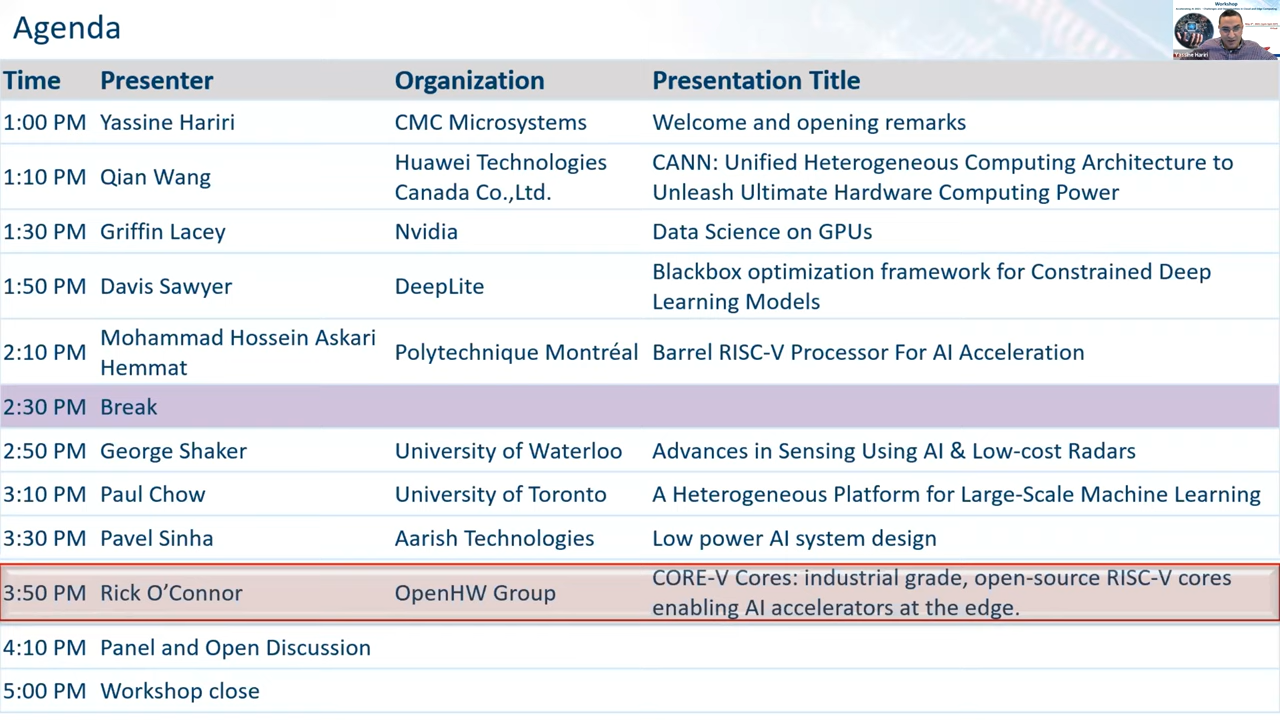 Agenda
Workshop
Yassine Hariri
Time Presenter Organization Presentation Title
1:00 PM Yassine Hariri CMC Microsystems Welcome and opening remarks
1:10 PM Qian Wang Huawei Technologies Canada Co.,Ltd. CANN: Unified Heterogeneous Computing Architecture to Unleash Ultimate Hardware Computing Power
1:30 PM Griffin Lacey Nvidia Data Science on GPUs
1:50 PM Davis Sawyer DeepLite Blackbox optimization framework for Constrained Deep Learning Models
2:10 PM Mohammad Hossein Askari Hemmat Polytechnique Montréal Barrel RISC-V Processor For AI Acceleration
2:30 PM Break
2:50 PM George Shaker University of Waterloo Advances in Sensing Using AI & Low-cost Radars
3:10 PM Paul Chow University of Toronto A Heterogeneous Platform for Large-Scale Machine Learning
3:30 PM Pavel Sinha Aarish Technologies Low power AI system design
3:50 PM Rick O’Connor OpenHW Group CORE-V Cores: industrial grade, open-source RISC-V cores enabling AI accelerators at the edge.
4:10 PM Panel and Open Discussion
5:00 PM Workshop close